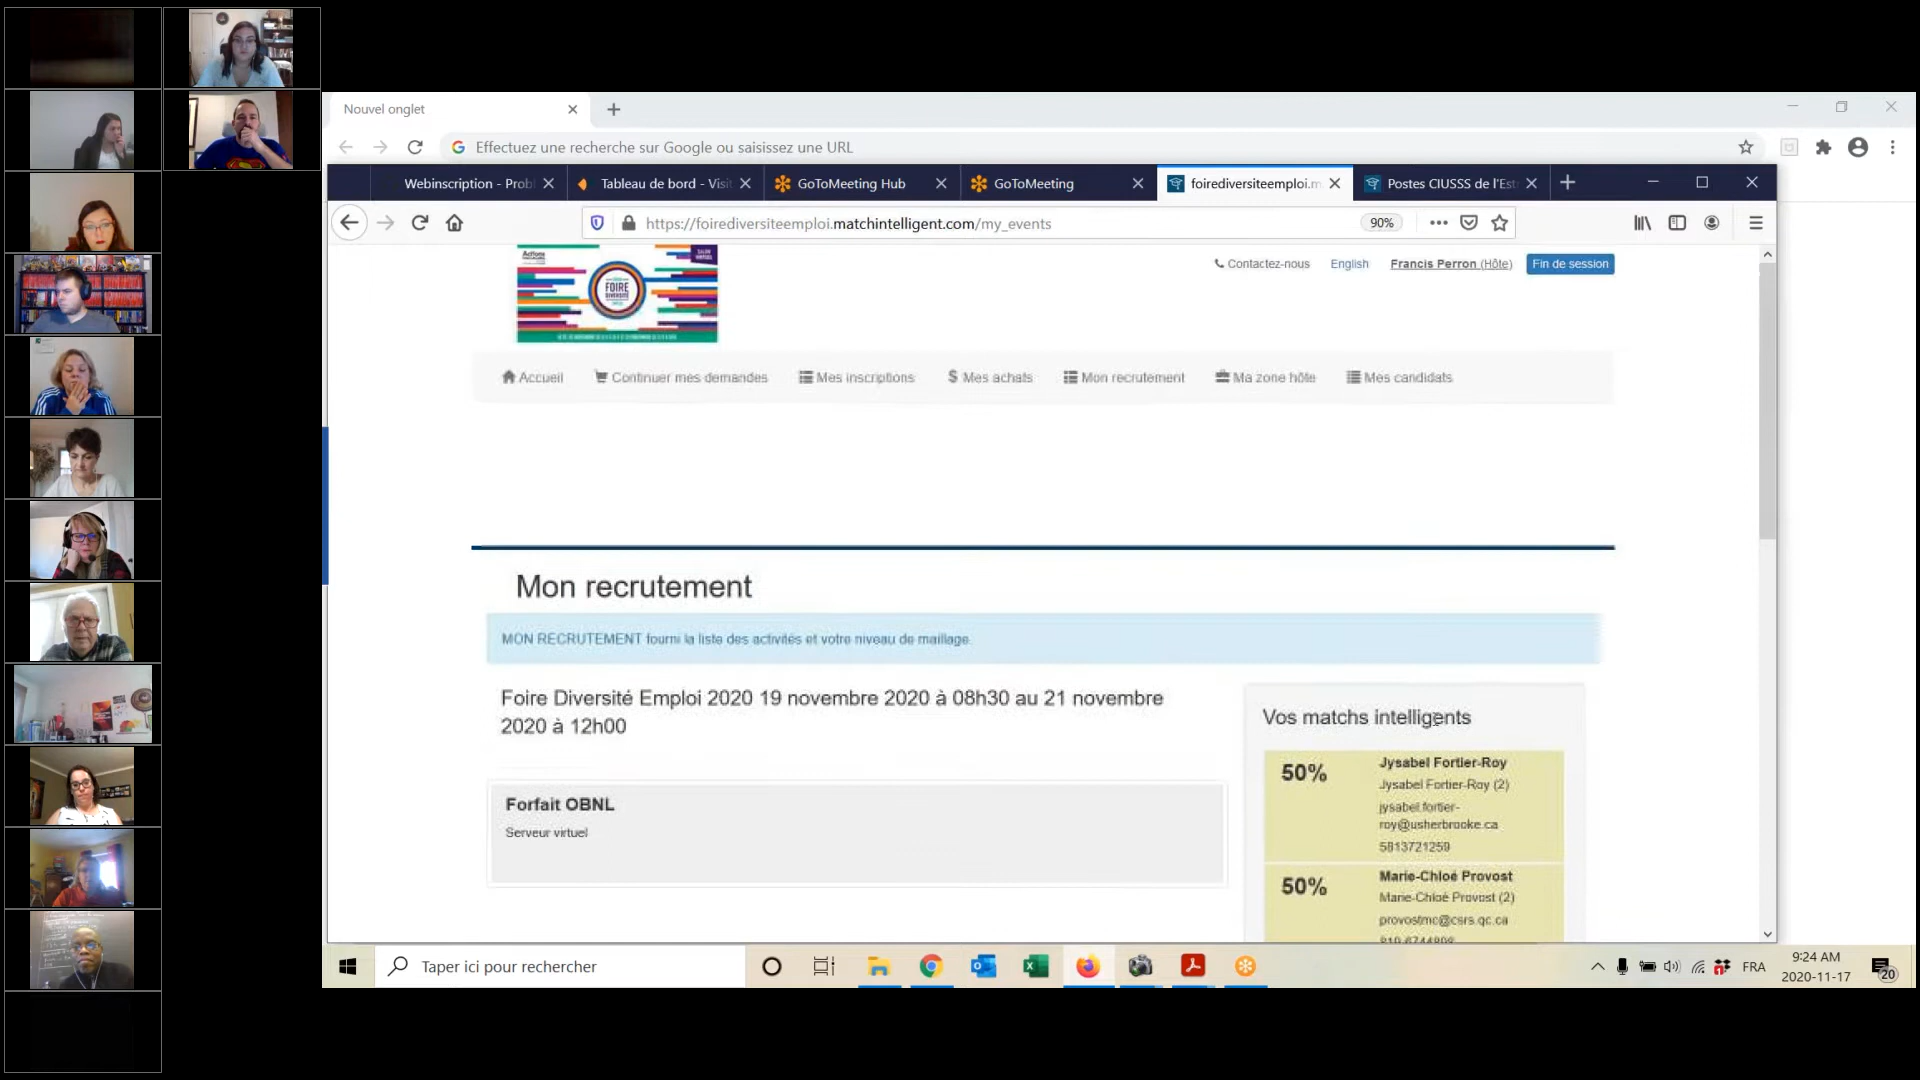 Nouvel onglet
Effectuez une recherche sur Google ou saisissez une URL
Webinscription - Prob
Tableau de bord - Visi
GoToMeeting Hub
GoToMeeting
foirediversiteemploi.m
Postes CIUSSS de l'Est
https://foirediversiteemploi.matchintelligent.com/my_events
90%
Actions
SALON VIRTUEL
FOIRE
DIVERSITÉ
Contactez-nous
English
Francis Perron (Hôte)
Fin de session
Accueil
Continuer mes demandes
Mes inscriptions
$ Mes achats
Mon recrutement
Ma zone hôte
Mes candidats
Mon recrutement
MON RECRUTEMENT fourni la liste des activités et votre niveau de maillage.
Foire Diversité Emploi 2020 19 novembre 2020 à 08h30 au 21 novembre
2020 à 12h00
Forfait OBNL
Serveur virtuel
Vos matchs intelligents
50%
Jysabel Fortier-Roy
Jysabel Fortier-Roy (2)
jysabel.fortier-
roy@usherbrooke.ca
5813721259
50%
Marie-Chloé Provost
Marie-Chloé Provost (2)
provostmc@csrs.qc.ca
Taper ici pour rechercher
FRA
9:24 AM
2020-11-17
20